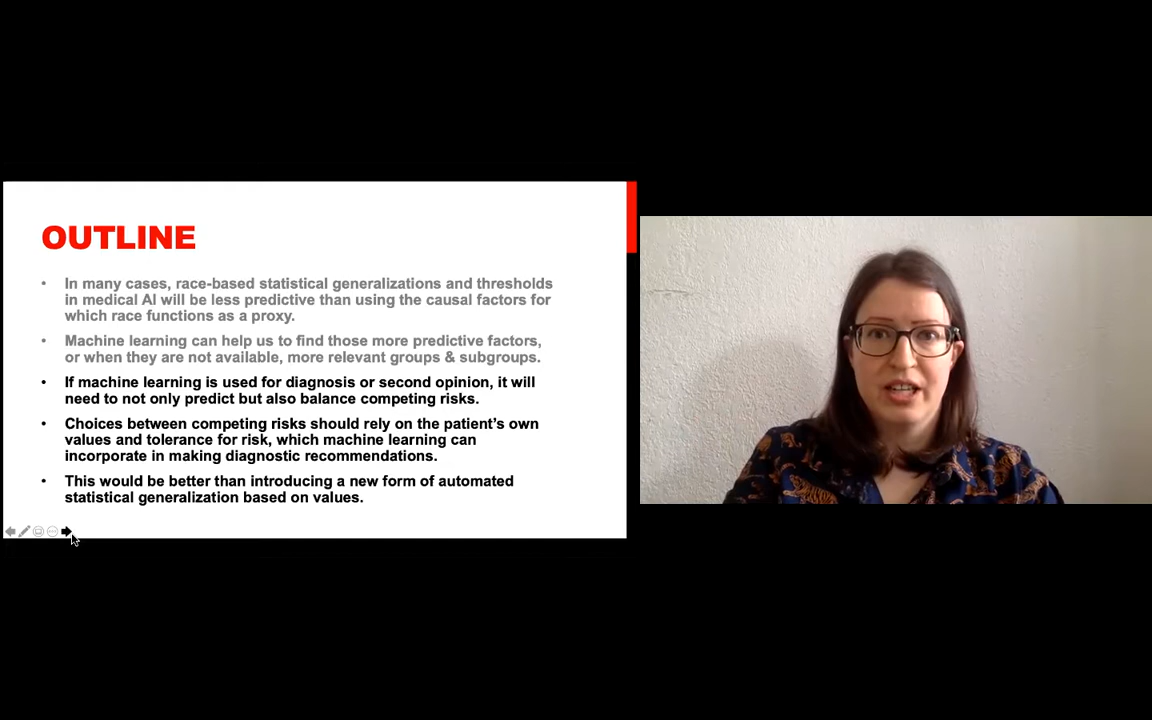 OUTLINE
• In many cases, race-based statistical generalizations and thresholds
in medical AI will be less predictive than using the causal factors for
which race functions as a proxy.
• Machine learning can help us to find those more predictive factors,
or when they are not available, more relevant groups & subgroups.
• If machine learning is used for diagnosis or second opinion, it will
need to not only predict but also balance competing risks.
• Choices between competing risks should rely on the patient's own
values and tolerance for risk, which machine learning can
incorporate in making diagnostic recommendations.
• This would be better than introducing a new form of automated
statistical generalization based on values.